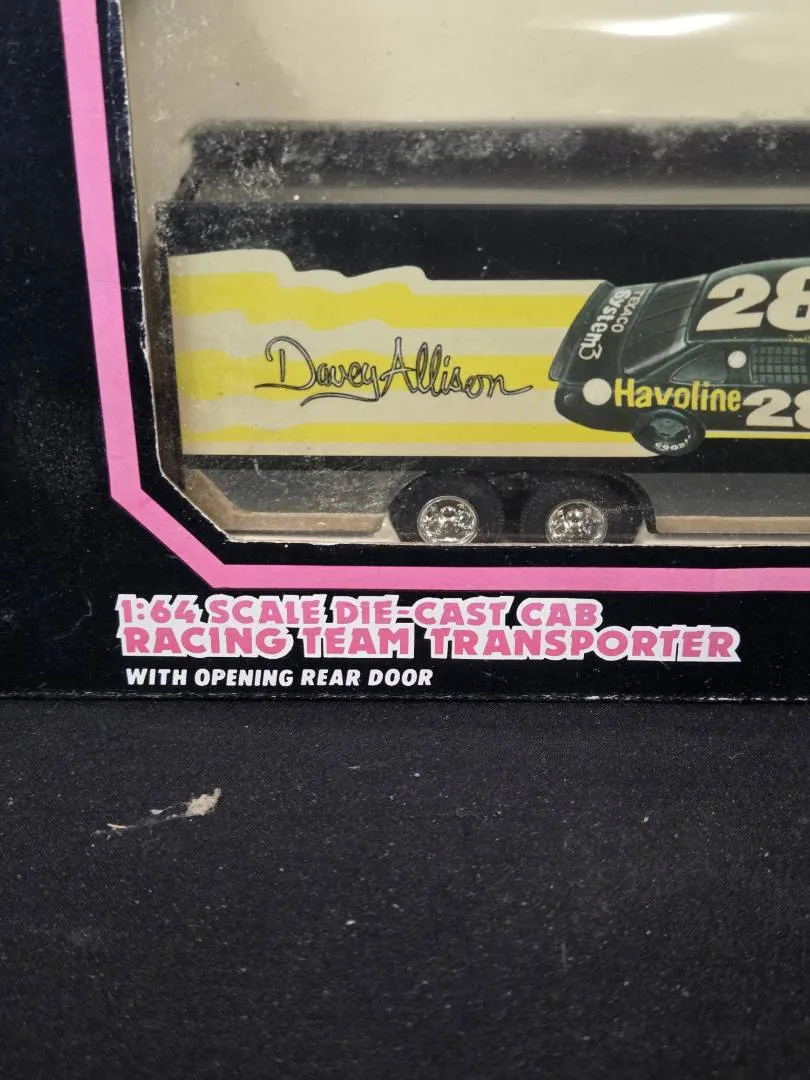 28
TEXACO
System3
Davey Allison
Havoline
28
1:64 SCALE DIE-CAST CAB
RACING TEAM TRANSPORTER
WITH OPENING REAR DOOR